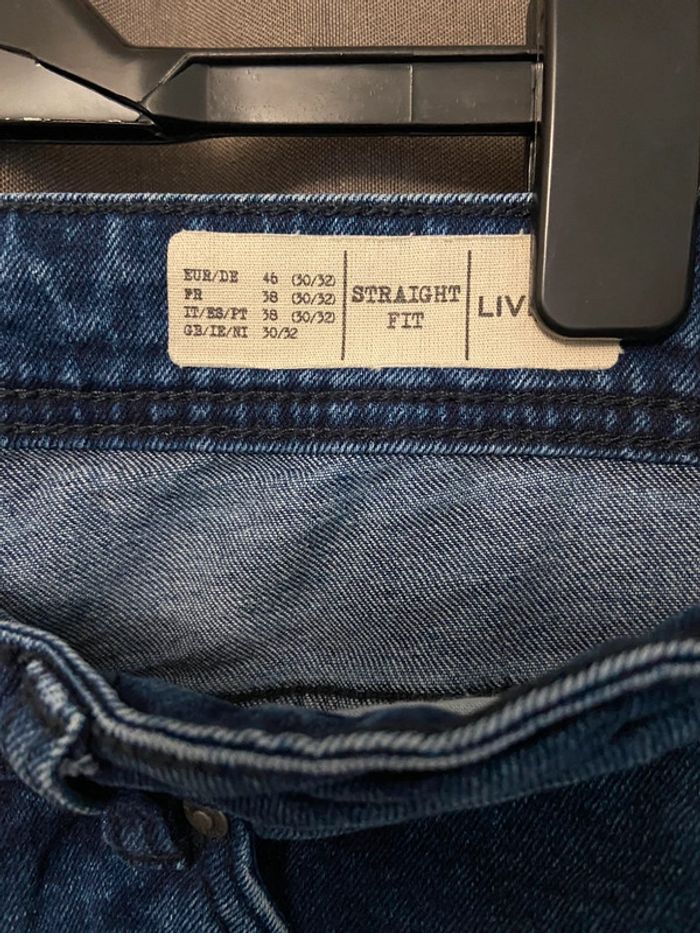 EUR/DE 46 (30/32)
FR 38 (30/32)
IT/ES/PT 38 (30/32)
GB/IE/NI 30/32
STRAIGHT
FIT